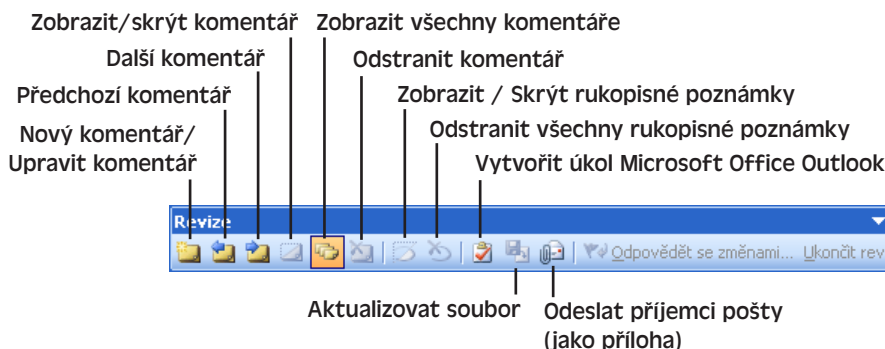 Zobrazit/skrýt komentář Zobrazit všechny komentáře
Další komentář Odstranit komentář
Předchozí komentář Zobrazit / Skrýt rukopisné poznámky
Nový komentář/ Odstranit všechny rukopisné poznámky
Upravit komentář Vytvořit úkol Microsoft Office Outlook
Revize
Odpovědět se změnami... Ukončit rev
Aktualizovat soubor Odeslat příjemci pošty
(jako příloha)